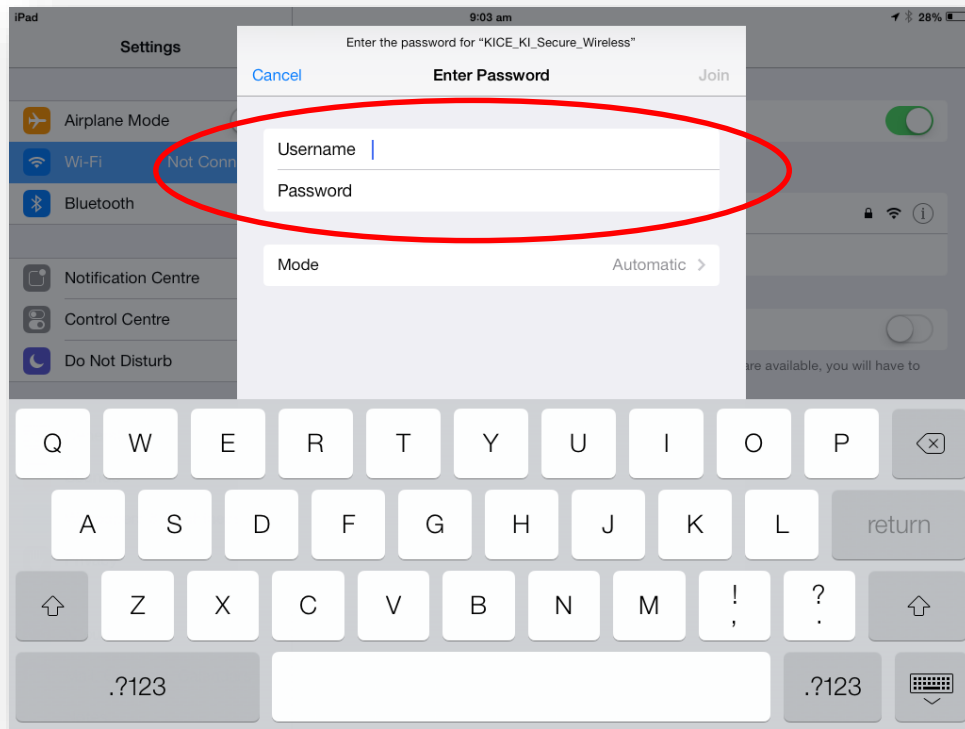 iPad 9:03 am 28%
Settings
Enter the password for “KICE_KI_Secure_Wireless”
Cancel Enter Password Join
Airplane Mode
Username
Wi-Fi Not Conn
Password
Bluetooth
Mode Automatic
Notification Centre
Control Centre
Do Not Disturb
are available, you will have to
Q W E R T Y U I O P
A S D F G H J K L return
Z X C V B N M ! , ? .
.?123 .?123